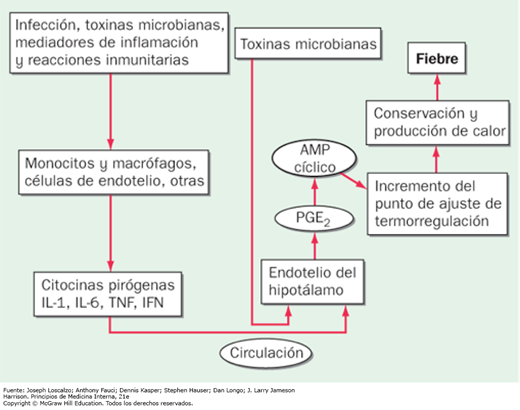 Infección, toxinas microbianas,
mediadores de inflamación
y reacciones inmunitarias
Toxinas microbianas
Fiebre
Conservación y
producción de calor
Monocitos y macrófagos,
células de endotelio, otras
AMP
cíclico
Incremento del
punto de ajuste de
termorregulación
PGE2
Citocinas pirógenas
IL-1, IL-6, TNF, IFN
Endotelio del
hipotálamo
Circulación
Fuente: Joseph Loscalzo; Anthony Fauci; Dennis Kasper; Stephen Hauser; Dan Longo; J. Larry Jameson
Harrison. Principios de Medicina Interna, 21e
Copyright © McGraw Hill Education. Todos los derechos reservados.